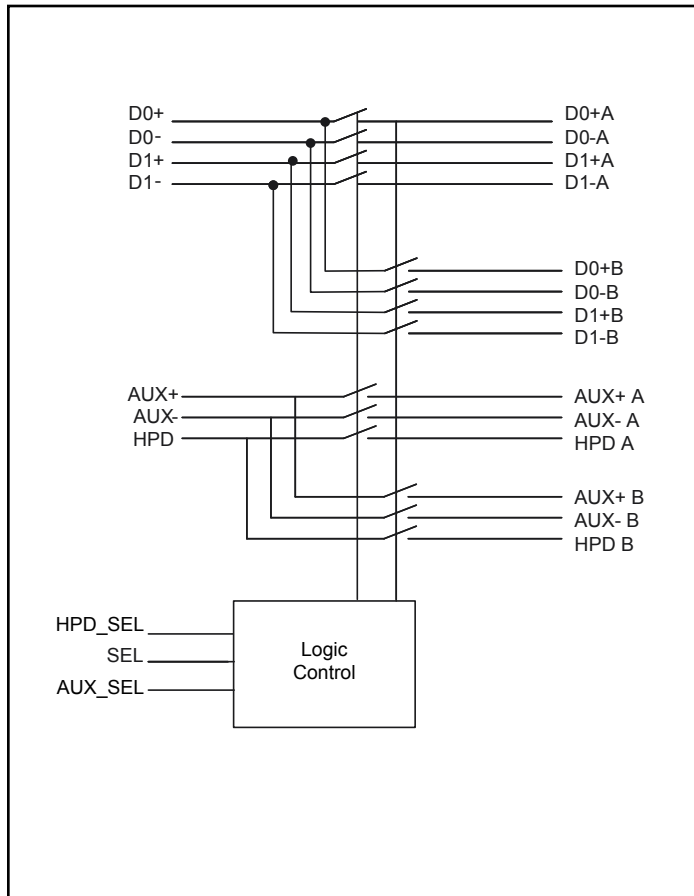 D0+
D0-
D1+
D1-
D0+A
D0-A
D1+A
D1-A
D0+B
D0-B
D1+B
D1-B
AUX+
AUX-
HPD
AUX+ A
AUX- A
HPD A
AUX+ B
AUX- B
HPD B
HPD_SEL
SEL
AUX_SEL
Logic
Control